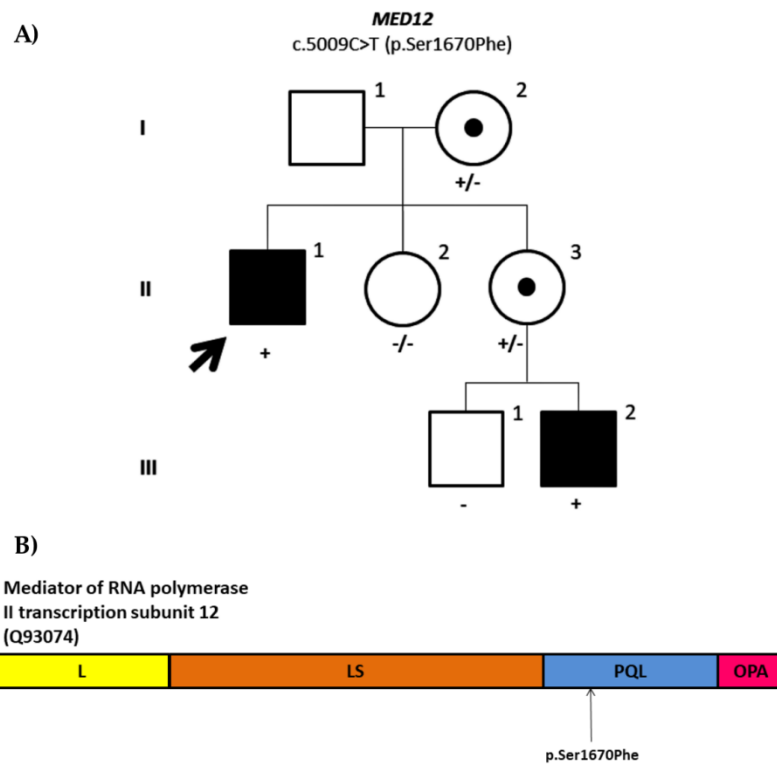 A)
MED12
c.5009C>T (p.Ser1670Phe)
I
1
2
+/-
II
1
2
3
+
-/-
+/-
III
1
2
-
+
B)
Mediator of RNA polymerase
II transcription subunit 12
(Q93074)
L
LS
PQL
OPA
p.Ser1670Phe